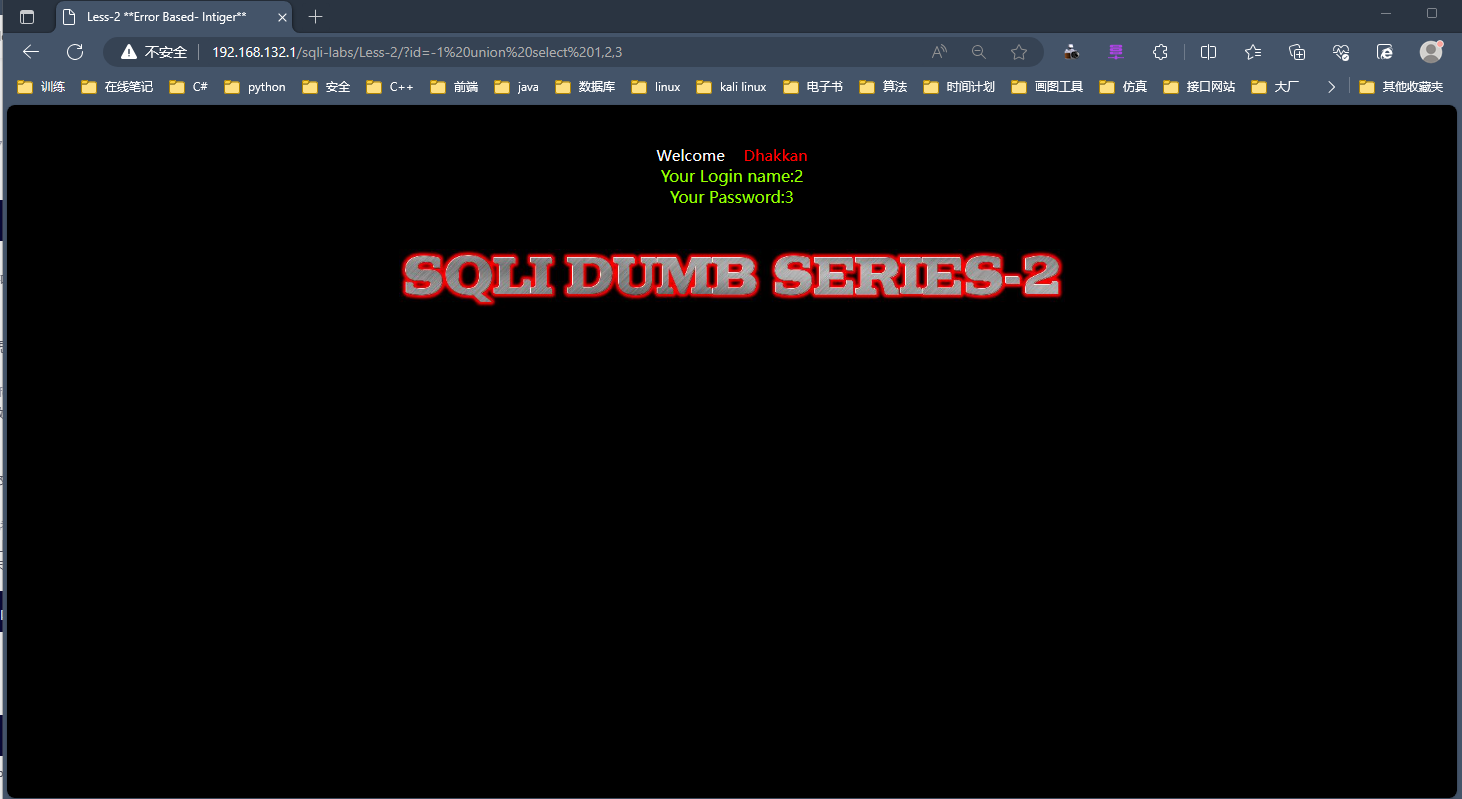 Less-2 **Error Based- Intiger**
不安全 192.168.132.1/sqli-labs/Less-2/?id=-1%20union%20select%201,2,3
训练 在线笔记 C# python 安全 C++ 前端 java 数据库 linux kali linux 电子书 算法 时间计划 画图工具 仿真 接口网站 大厂 其他收藏夹
Welcome Dhakkan
Your Login name:2
Your Password:3
SQLI DUMB SERIES-2